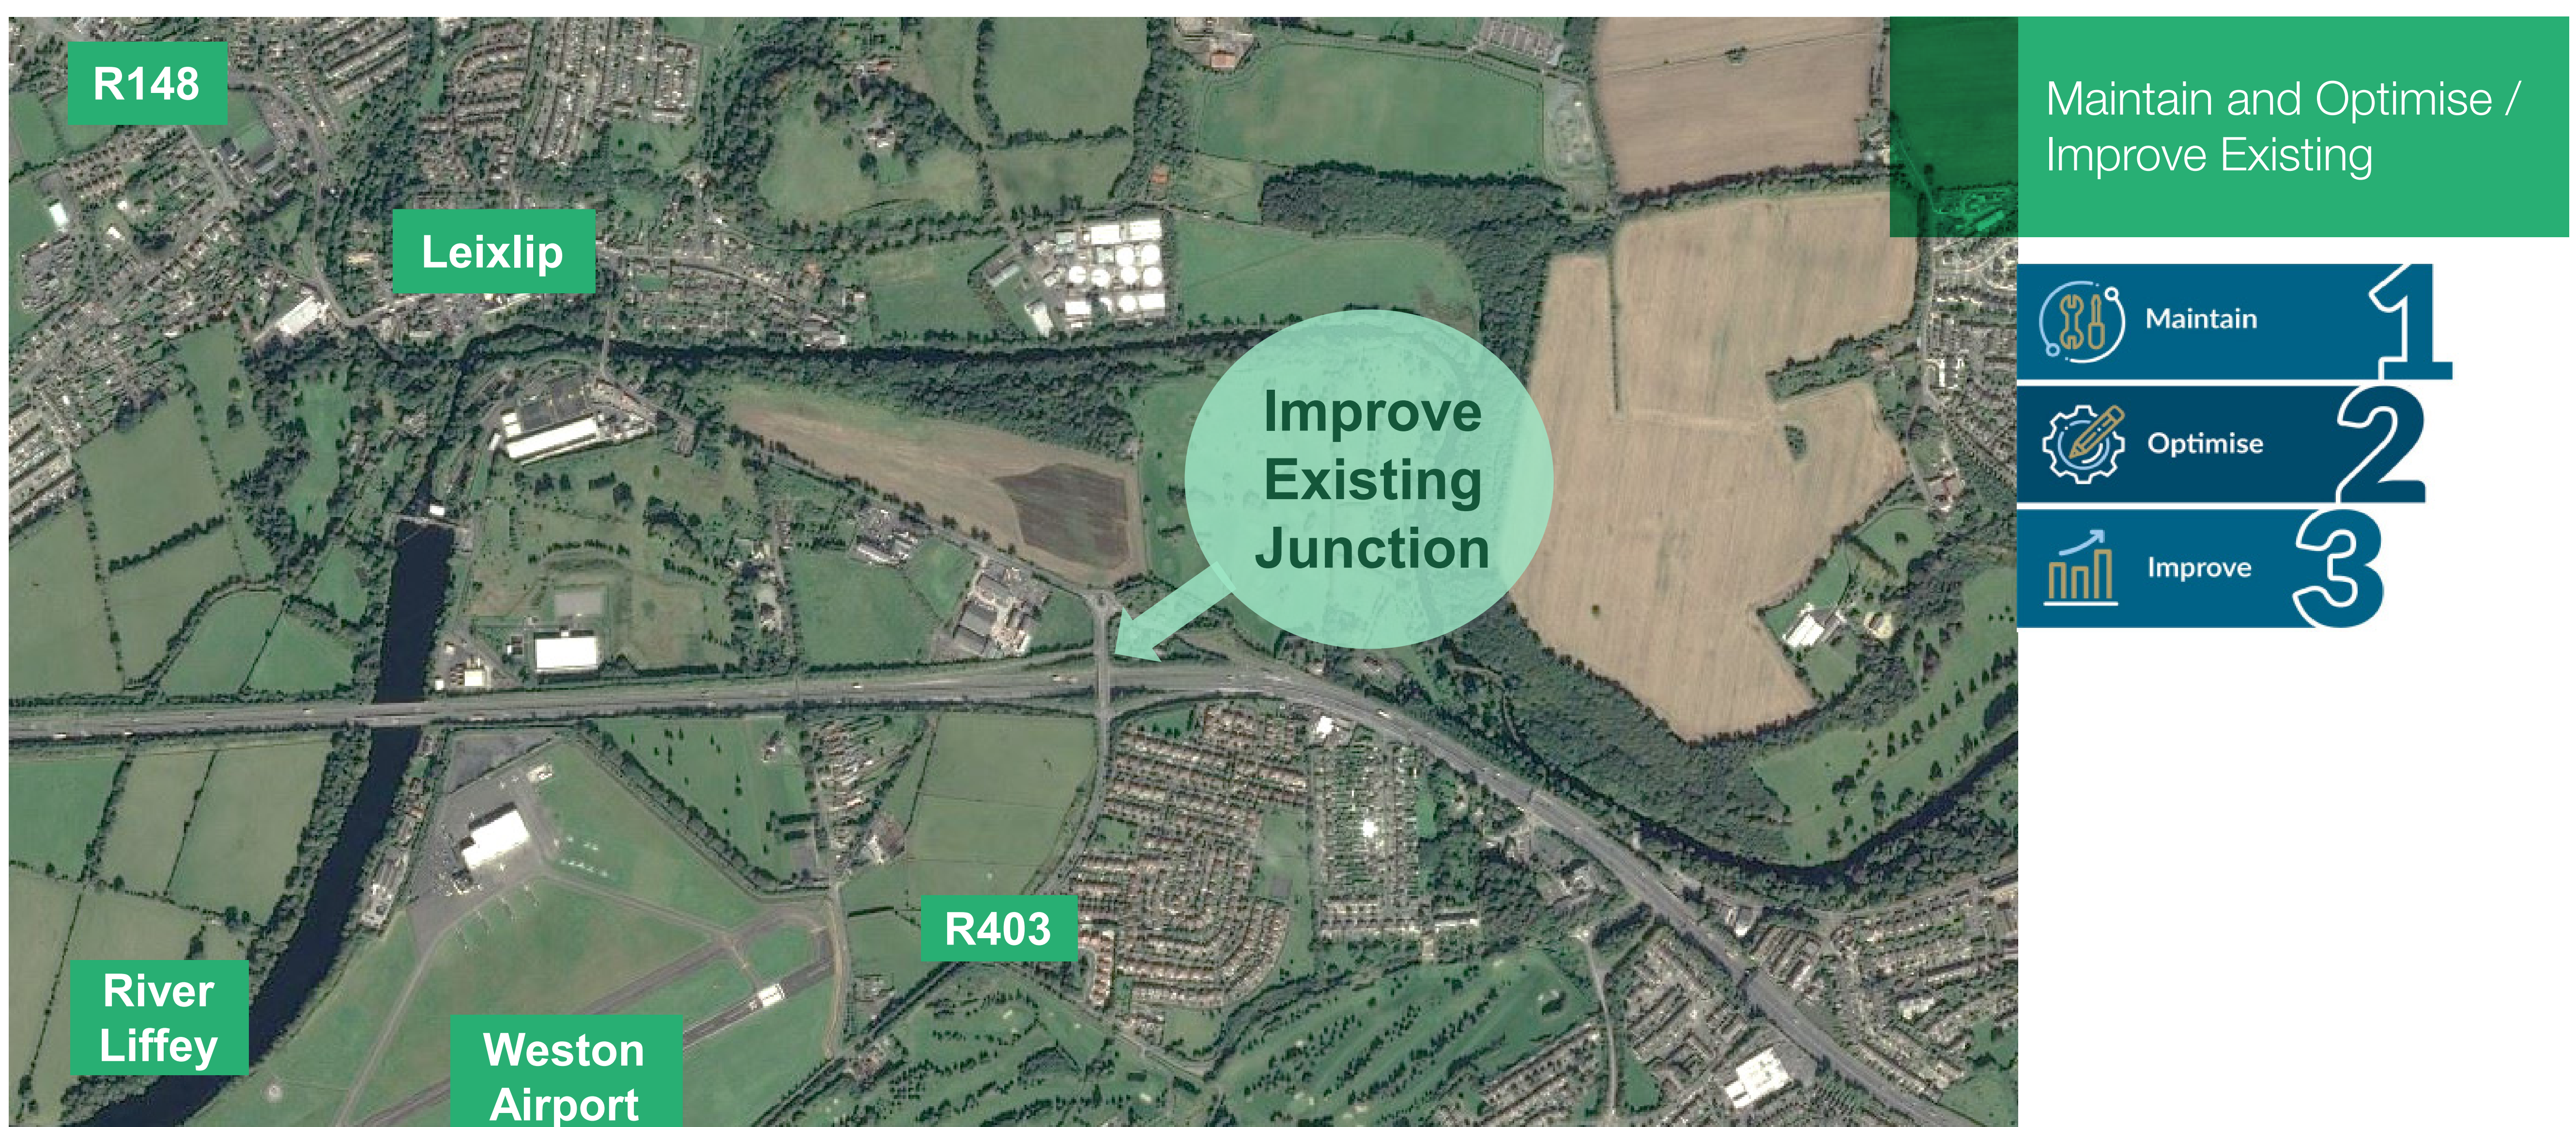 R148
Leixlip
Improve
Existing
Junction
R403
River
Liffey
Weston
Airport
Maintain and Optimise /
Improve Existing
Maintain 1
Optimise 2
Improve 3